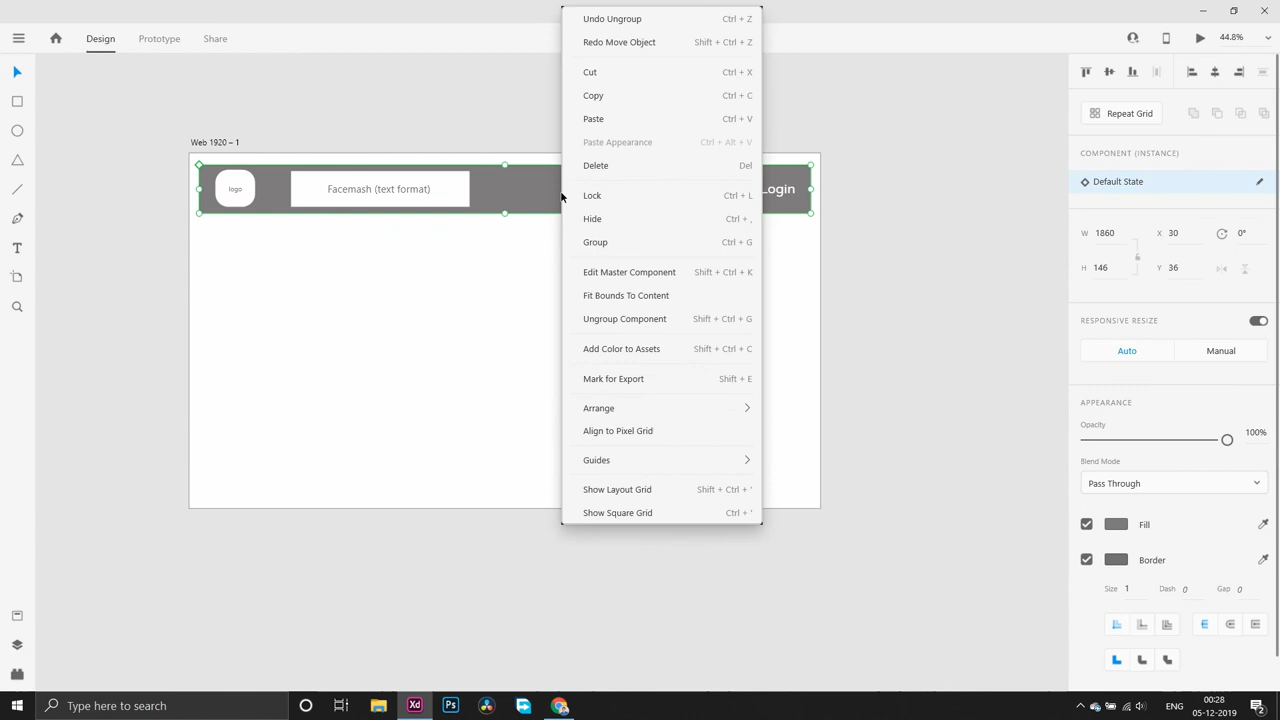 Design Prototype Share 44.8%
Web 1920 – 1
logo Facemash (text format) Login
Undo Ungroup Ctrl + Z
Redo Move Object Shift + Ctrl + Z
Cut Ctrl + X
Copy Ctrl + C
Paste Ctrl + V
Paste Appearance Ctrl + Alt + V
Delete Del
Lock Ctrl + L
Hide Ctrl + ,
Group Ctrl + G
Edit Master Component Shift + Ctrl + K
Fit Bounds To Content
Ungroup Component Shift + Ctrl + G
Add Color to Assets Shift + Ctrl + C
Mark for Export Shift + E
Arrange
Align to Pixel Grid
Guides
Show Layout Grid Shift + Ctrl + '
Show Square Grid Ctrl + '
Repeat Grid
COMPONENT (INSTANCE)
Default State
W 1860 X 30 0°
H 146 Y 36
RESPONSIVE RESIZE
Auto Manual
APPEARANCE
Opacity
100%
Blend Mode
Pass Through
Fill
Border
Size 1 Dash 0 Gap 0
Type here to search
Xd Ps
00:28
05-12-2019
2